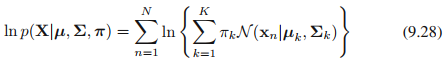 ln p(X|μ, Σ, π) = ∑_{n=1}^{N} ln { ∑_{k=1}^{K} π_k 𝒩(x_n|μ_k, Σ_k) } (9.28)